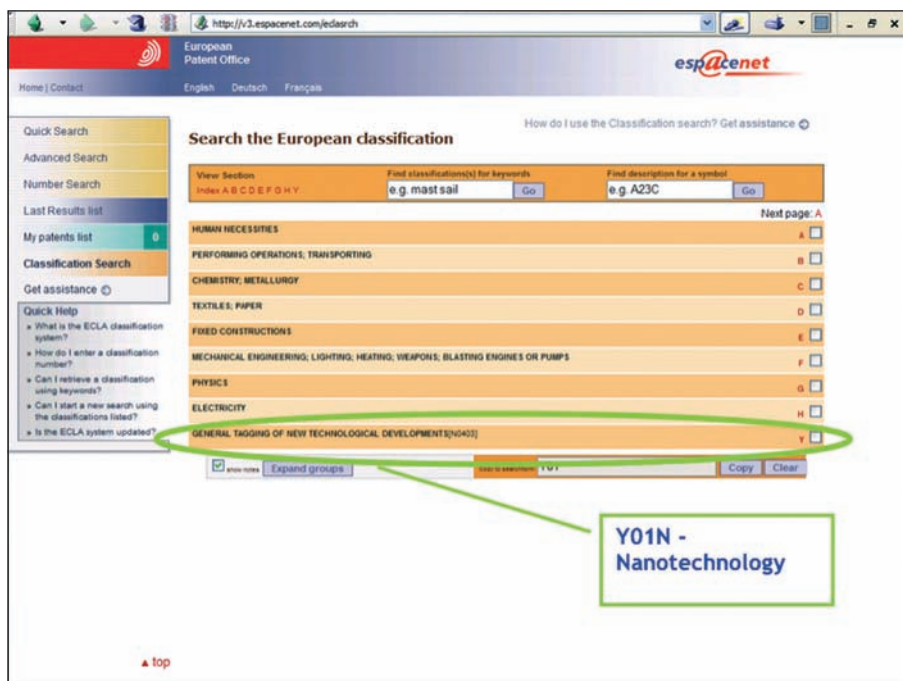 http://v3.espacenet.com/eclasrch
European
Patent Office
espacenet
Home | Contact
English Deutsch Français
Quick Search
Advanced Search
Number Search
Last Results list
My patents list 0
Classification Search
Get assistance
Quick Help
What is the ECLA classification
system?
How do I enter a classification
number?
Can I retrieve a classification
using keywords?
Can I start a new search using
the classifications listed?
Is the ECLA system updated?
How do I use the Classification search? Get assistance
Search the European classification
View Section
Index A B C D E F G H Y
Find classifications(s) for keywords
e.g. mast sail Go
Find description for a symbol
e.g. A23C Go
Next page: A
HUMAN NECESSITIES A
PERFORMING OPERATIONS; TRANSPORTING B
CHEMISTRY; METALLURGY C
TEXTILES; PAPER D
FIXED CONSTRUCTIONS E
MECHANICAL ENGINEERING; LIGHTING; HEATING; WEAPONS; BLASTING ENGINES OR PUMPS F
PHYSICS G
ELECTRICITY H
GENERAL TAGGING OF NEW TECHNOLOGICAL DEVELOPMENTS[N0403] Y
show notes Expand groups
Y01 Copy Clear
Y01N -
Nanotechnology
top